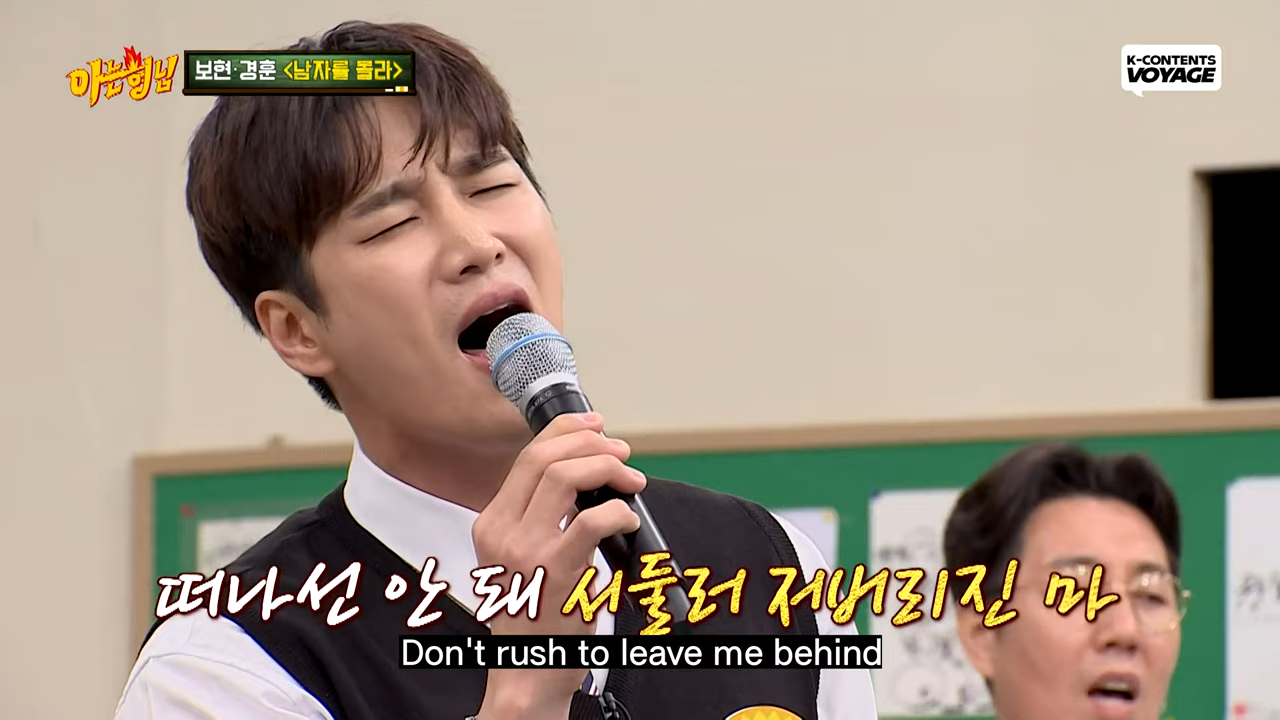 아는형님
보현·경훈 <남자를 몰라>
K-CONTENTS
VOYAGE
떠나선 안 돼 서둘러 저버리진 마
Don't rush to leave me behind